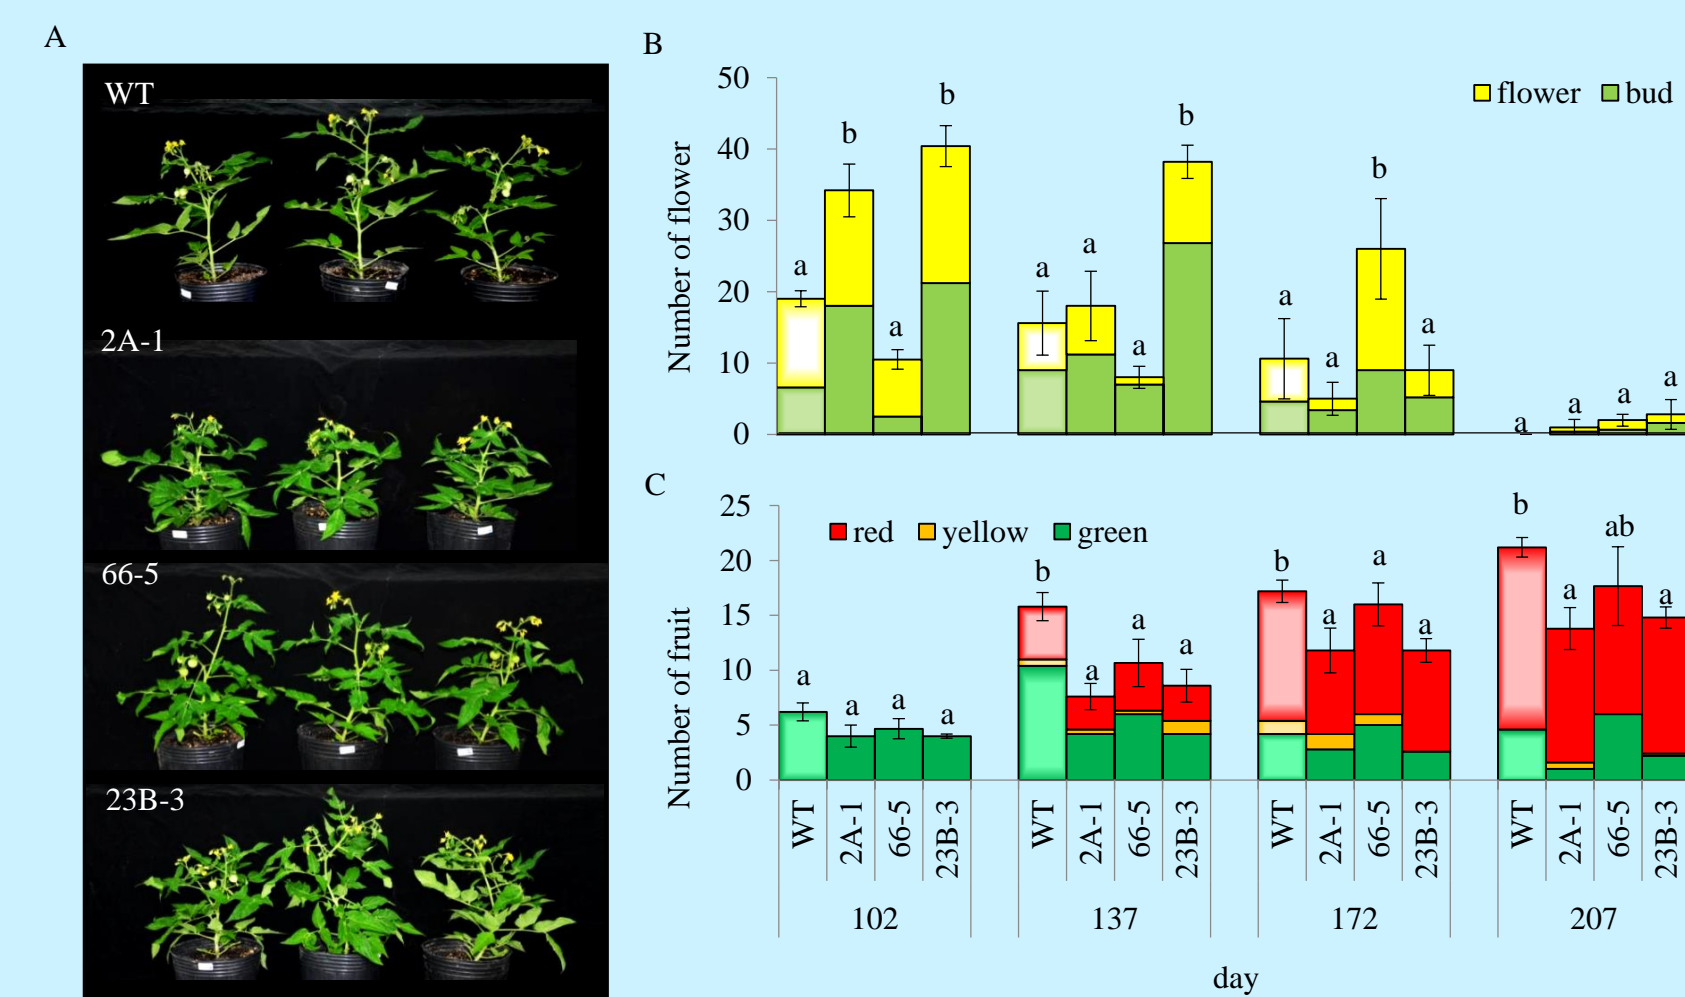 A
WT
2A-1
66-5
23B-3
B
50
40
30
20
10
0
Number of flower
flower bud
a b a b
a a a b
a a b a
a a a a
C
25
20
15
10
5
0
Number of fruit
red yellow green
a a a a
b a a a
b a a a
b a ab a
WT 2A-1 66-5 23B-3 WT 2A-1 66-5 23B-3 WT 2A-1 66-5 23B-3 WT 2A-1 66-5 23B-3
102 137 172 207
day